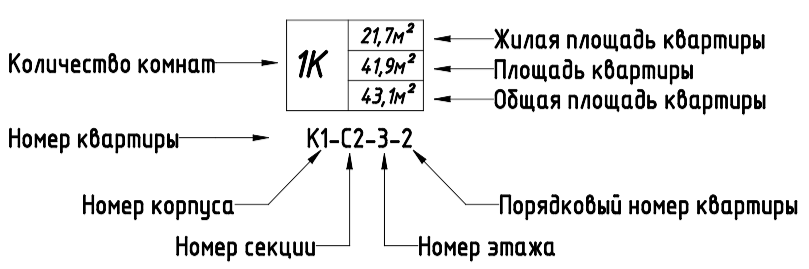 21,7м²
Жилая площадь квартиры
Количество комнат
1К
41,9м²
Площадь квартиры
43,1м²
Общая площадь квартиры
Номер квартиры
К1-С2-3-2
Номер корпуса
Порядковый номер квартиры
Номер секции
Номер этажа